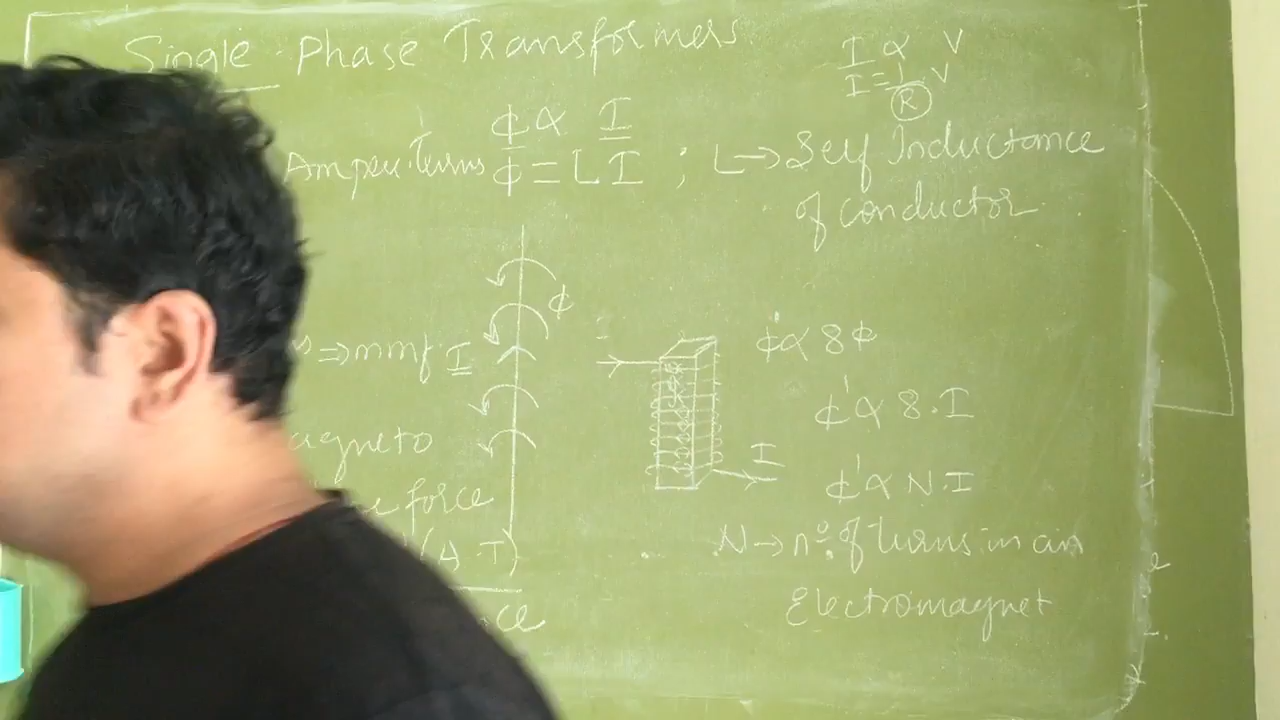 Single Phase Transformers
I α V
I = 1/R V
¢ α I
Ampere Turns ¢ = L I ; L → Self Inductance
of conductor
¢
⇒ mmf I
I
¢' α 8 ¢
¢' α 8 . I
I
¢' α N . I
force
(A.T)
N → nº. of turns in an
Electromagnet